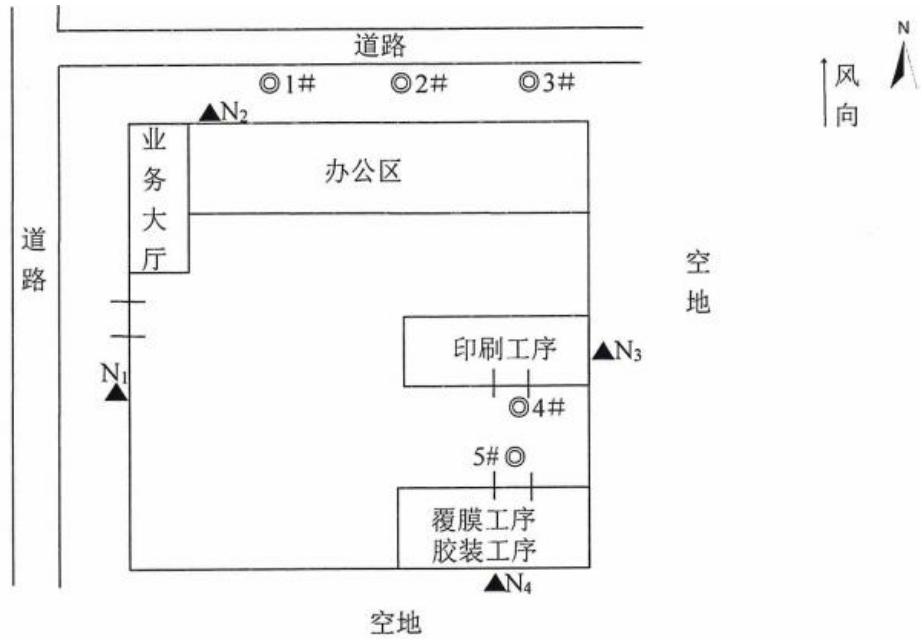 道路
N
风
向
◎1#
◎2#
◎3#
▲N₂
业
务
大
厅
办公区
道
路
空
地
印刷工序
▲N₃
N₁
▲
◎4#
5#◎
覆膜工序
胶装工序
▲N₄
空地